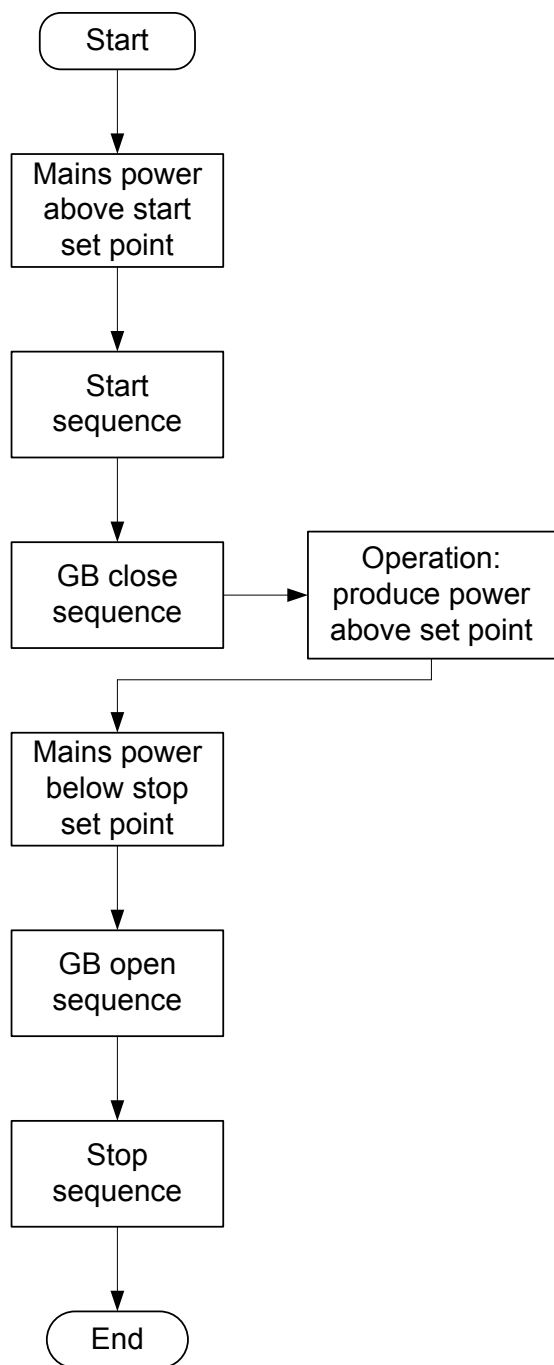 Start
Mains power
above start
set point
Start
sequence
GB close
sequence
Operation:
produce power
above set point
Mains power
below stop
set point
GB open
sequence
Stop
sequence
End